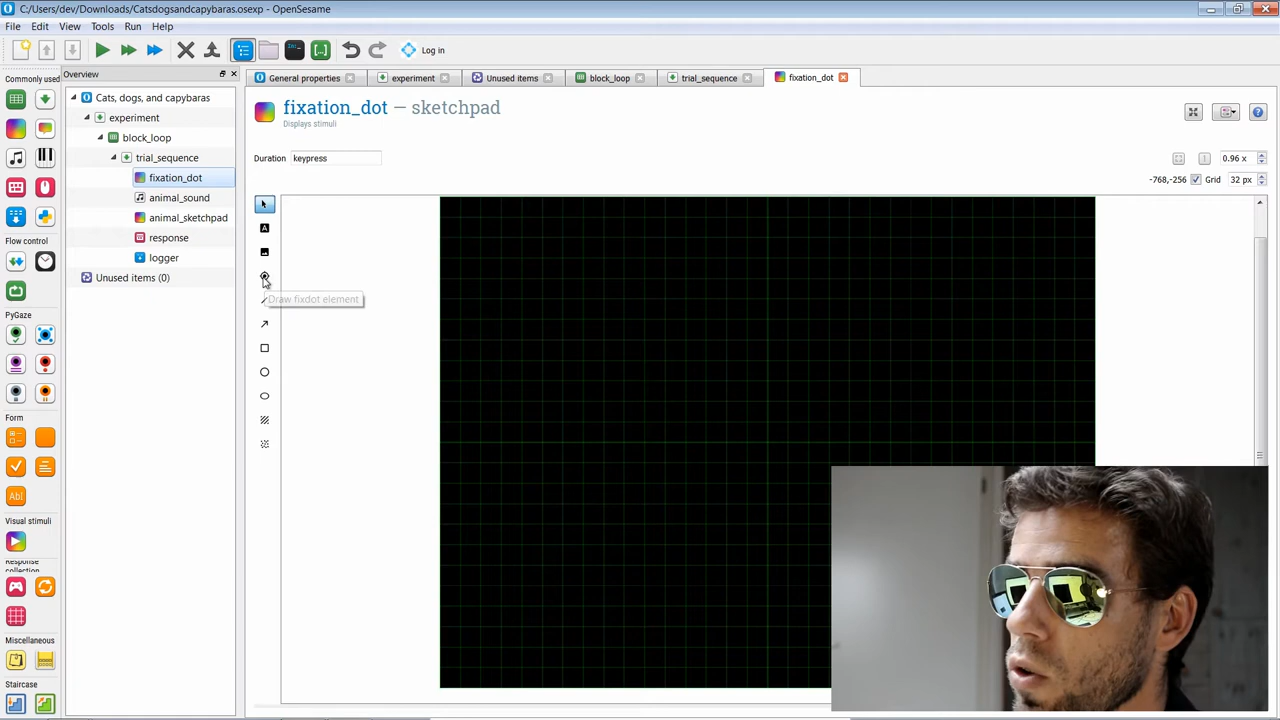 C:/Users/dev/Downloads/Catsdogsandcapybaras.osexp - OpenSesame
File Edit View Tools Run Help
Log in
Commonly used
Overview
General properties
experiment
Unused items
block_loop
trial_sequence
fixation_dot
Cats, dogs, and capybaras
experiment
block_loop
trial_sequence
fixation_dot
animal_sound
animal_sketchpad
response
logger
Unused items (0)
fixation_dot — sketchpad
Displays stimuli
Duration keypress
0.96 x
-768,-256 Grid 32 px
A
Draw fixdot element
Flow control
PyGaze
Form
Abl
Visual stimuli
Response
collection
Miscellaneous
Staircase